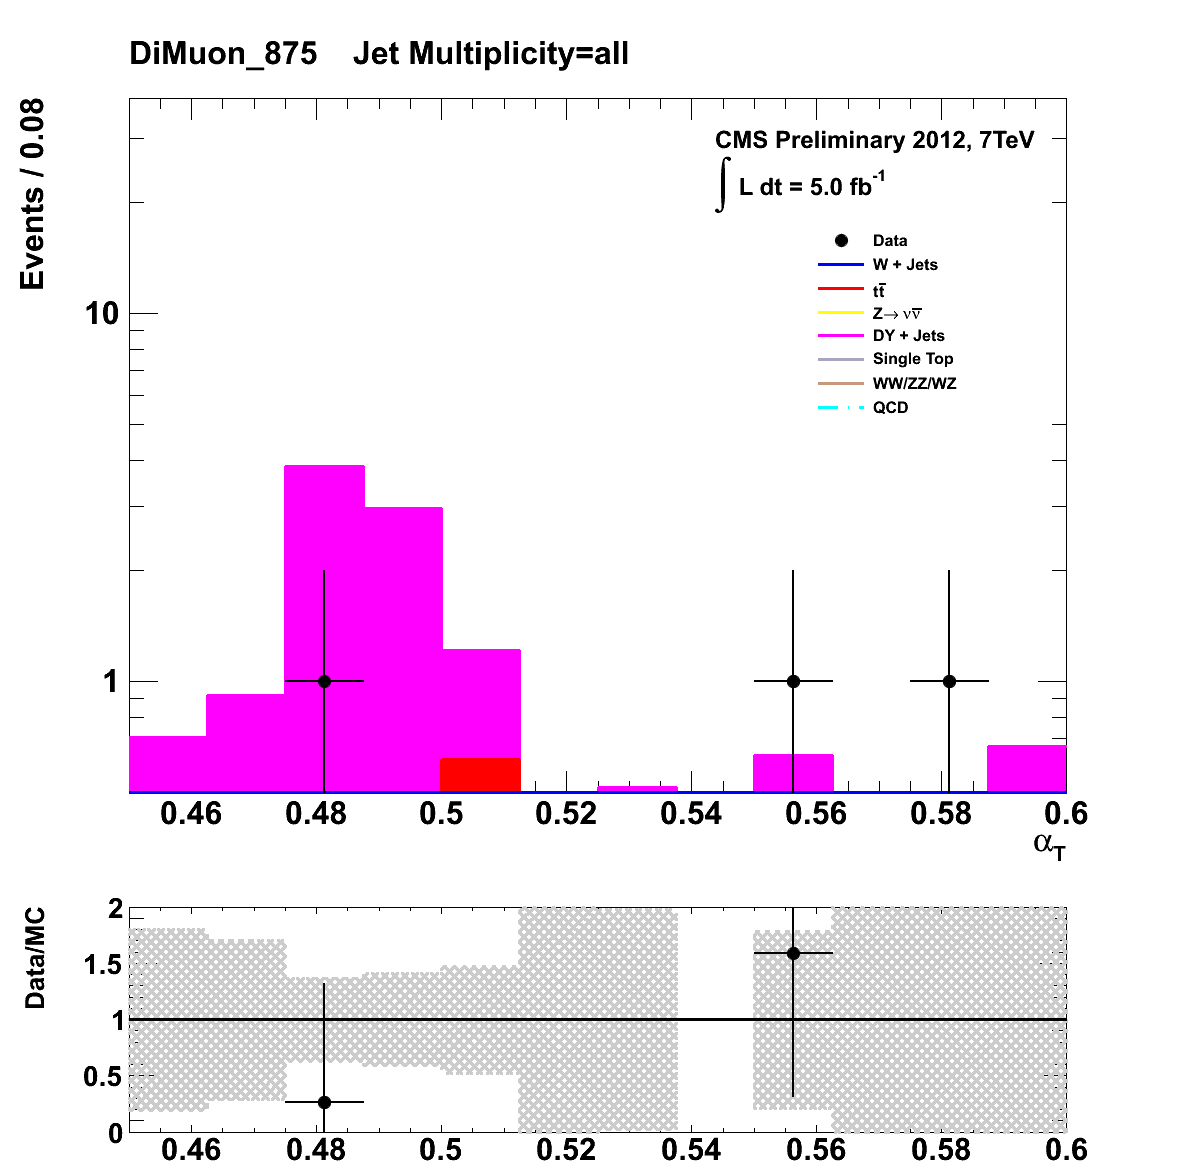 DiMuon_875 Jet Multiplicity=all
Events / 0.08
CMS Preliminary 2012, 7TeV
∫ L dt = 5.0 fb⁻¹
Data
W + Jets
tt̅
Z→ νν̅
DY + Jets
Single Top
WW/ZZ/WZ
QCD
10
1
0.46 0.48 0.5 0.52 0.54 0.56 0.58 0.6
α_T
Data/MC
2
1.5
1
0.5
0
0.46 0.48 0.5 0.52 0.54 0.56 0.58 0.6